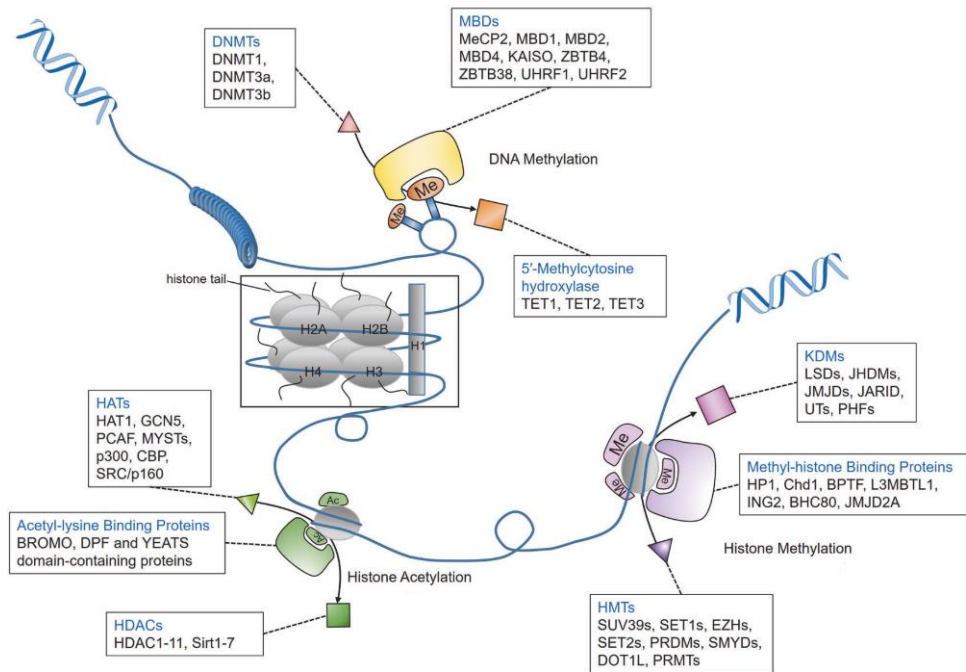 DNMTs
DNMT1,
DNMT3a,
DNMT3b
MBDs
MeCP2, MBD1, MBD2,
MBD4, KAISO, ZBTB4,
ZBTB38, UHRF1, UHRF2
DNA Methylation
Me
Me
5′-Methylcytosine
hydroxylase
TET1, TET2, TET3
histone tail
H2A
H2B
H1
H4
H3
KDMs
LSDs, JHDMs,
JMJDs, JARID,
UTs, PHFs
HATs
HAT1, GCN5,
PCAF, MYSTs,
p300, CBP,
SRC/p160
Me
Me
Me
Methyl-histone Binding Proteins
HP1, Chd1, BPTF, L3MBTL1,
ING2, BHC80, JMJD2A
Ac
Ac
Acetyl-lysine Binding Proteins
BROMO, DPF and YEATS
domain-containing proteins
Histone Acetylation
Histone Methylation
HDACs
HDAC1-11, Sirt1-7
HMTs
SUV39s, SET1s, EZHs,
SET2s, PRDMs, SMYDs,
DOT1L, PRMTs